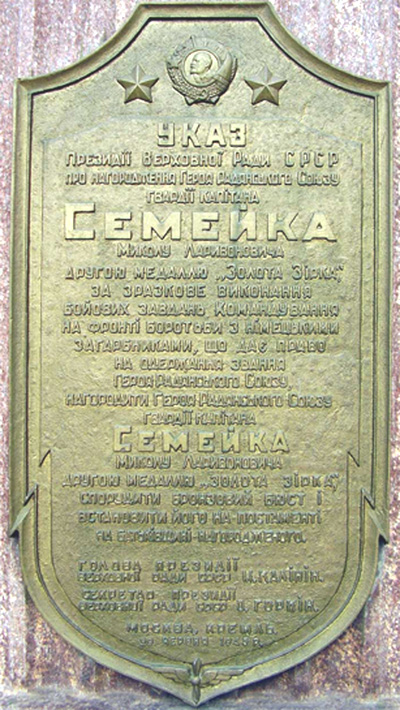 УКАЗ
ПРЕЗИДІЇ ВЕРХОВНОЇ РАДИ СРСР
ПРО НАГОРОДЖЕННЯ ГЕРОЯ РАДЯНСЬКОГО СОЮЗУ
ГВАРДІЇ КАПІТАНА
СЕМЕЙКА
МИКОЛУ ЛАРИВОНОВИЧА
ДРУГОЮ МЕДАЛЛЮ „ЗОЛОТА ЗІРКА”,
ЗА ЗРАЗКОВЕ ВИКОНАННЯ
БОЙОВИХ ЗАВДАНЬ КОМАНДУВАННЯ
НА ФРОНТІ БОРОТЬБИ З НІМЕЦЬКИМИ
ЗАГАРБНИКАМИ, ЩО ДАЄ ПРАВО
НА ОДЕРЖАННЯ ЗВАННЯ
ГЕРОЯ РАДЯНСЬКОГО СОЮЗУ,
НАГОРОДИТИ ГЕРОЯ РАДЯНСЬКОГО СОЮЗУ
ГВАРДІЇ КАПІТАНА
СЕМЕЙКА
МИКОЛУ ЛАРИВОНОВИЧА
ДРУГОЮ МЕДАЛЛЮ „ЗОЛОТА ЗІРКА”,
СПОРУДИТИ БРОНЗОВИЙ БЮСТ І
ВСТАНОВИТИ ЙОГО НА ПОСТАМЕНТІ
НА БАТЬКІВЩИНІ НАГОРОДЖЕНОГО.
ГОЛОВА ПРЕЗИДІЇ
ВЕРХОВНОЇ РАДИ СРСР КАЛІНІН.
СЕКРЕТАР ПРЕЗИДІЇ
ВЕРХОВНОЇ РАДИ СРСР ГОРКІН.
МОСКВА, КРЕМЛЬ.
ЧЕРВНЯ